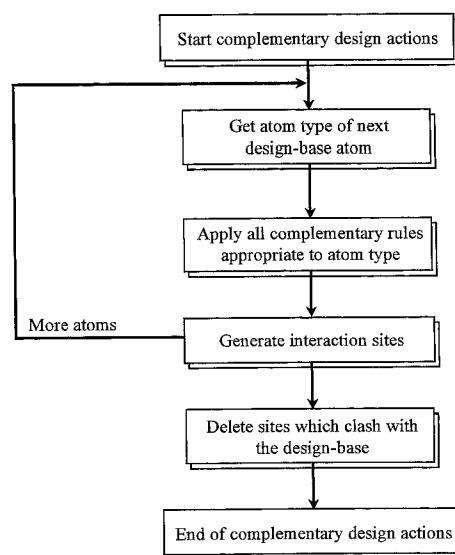 Start complementary design actions
Get atom type of next
design-base atom
Apply all complementary rules
appropriate to atom type
More atoms
Generate interaction sites
Delete sites which clash with
the design-base
End of complementary design actions